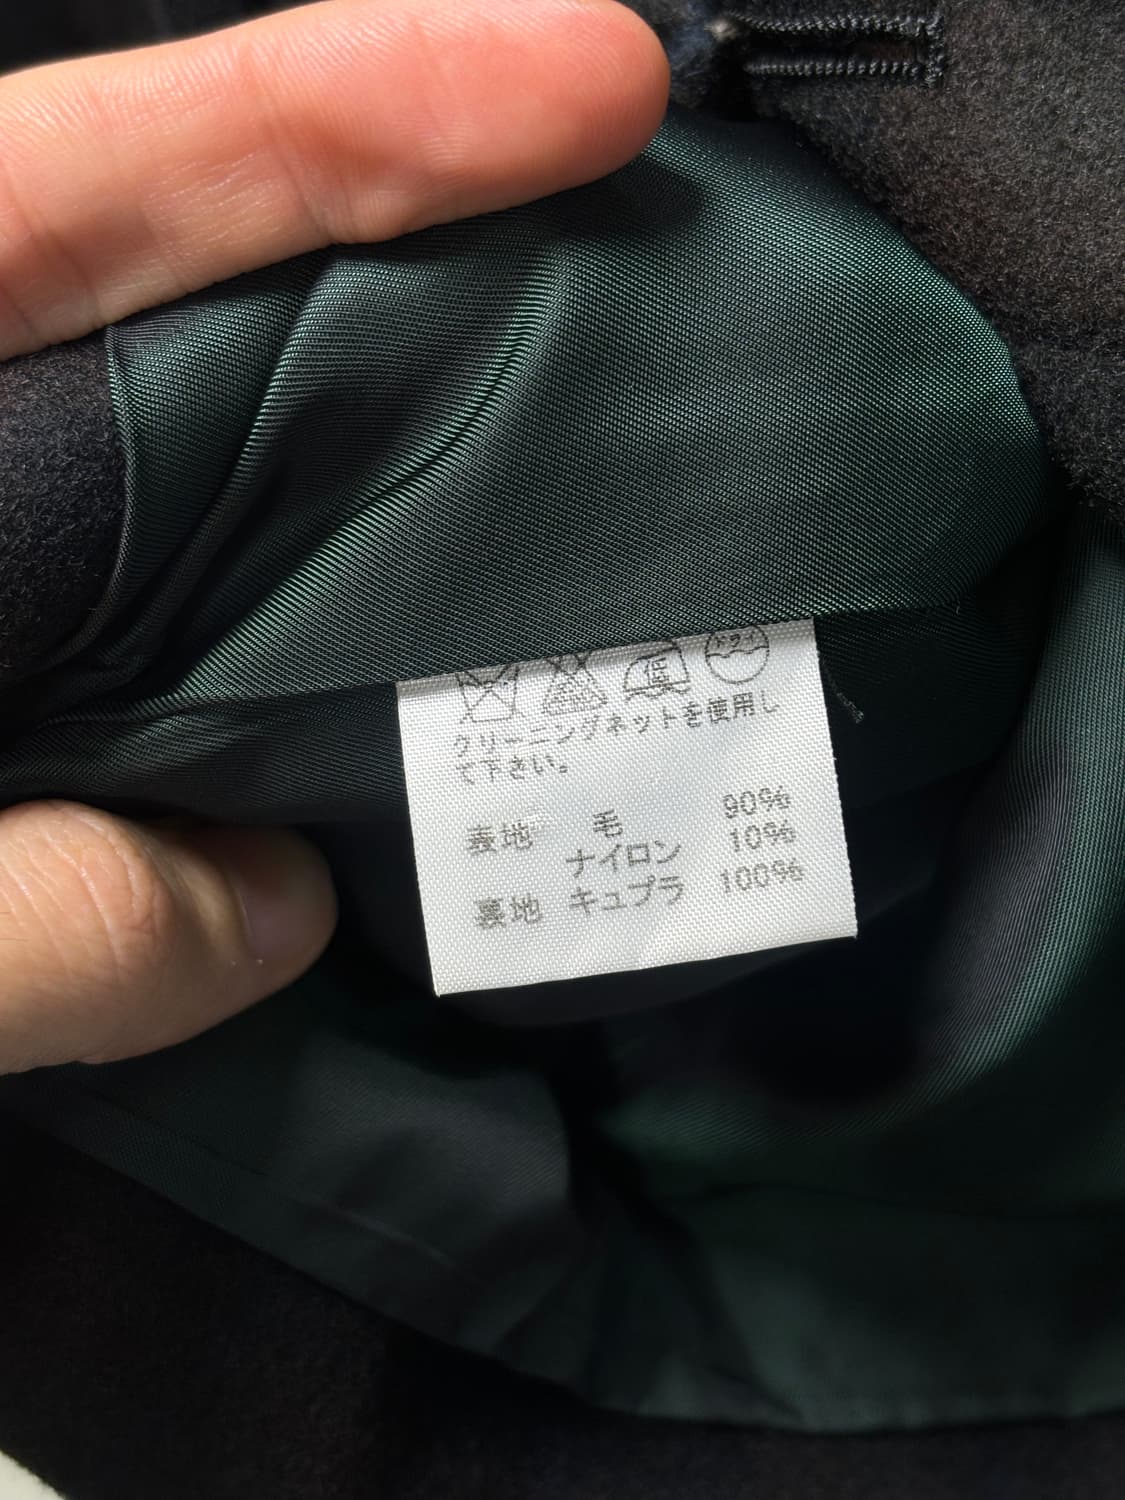 低 ドライ
クリーニングネットを使用し
て下さい。
表地 毛 90%
ナイロン 10%
裏地 キュプラ 100%